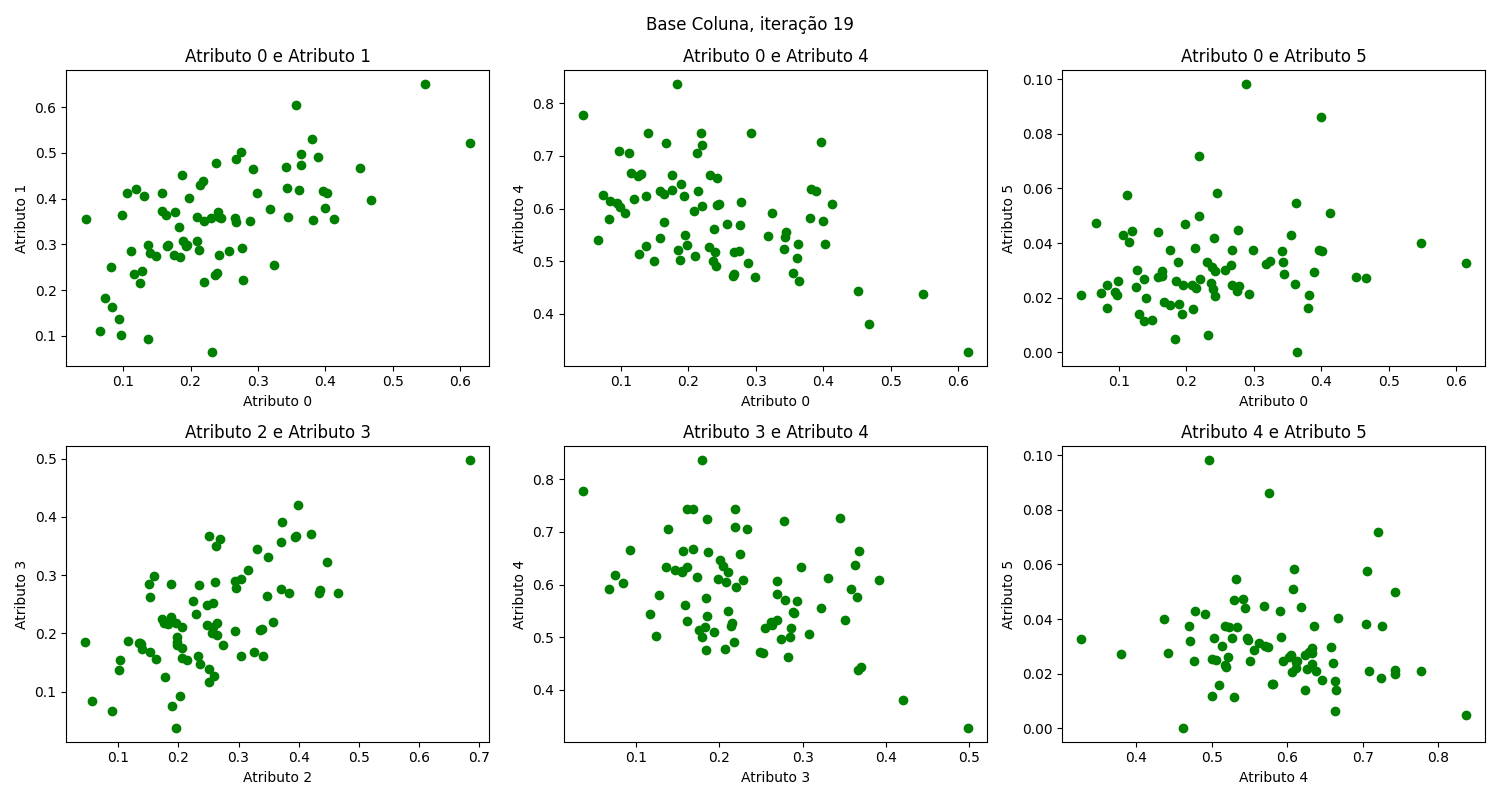 Base Coluna, iteração 19
Atributo 0 e Atributo 1
Atributo 0 e Atributo 4
Atributo 0 e Atributo 5
0.6
0.5
0.4
0.3
0.2
0.1
Atributo 1
0.1 0.2 0.3 0.4 0.5 0.6
Atributo 0
0.8
0.7
0.6
0.5
0.4
Atributo 4
0.1 0.2 0.3 0.4 0.5 0.6
Atributo 0
0.10
0.08
0.06
0.04
0.02
0.00
Atributo 5
0.1 0.2 0.3 0.4 0.5 0.6
Atributo 0
Atributo 2 e Atributo 3
Atributo 3 e Atributo 4
Atributo 4 e Atributo 5
0.5
0.4
0.3
0.2
0.1
Atributo 3
0.1 0.2 0.3 0.4 0.5 0.6 0.7
Atributo 2
0.8
0.7
0.6
0.5
0.4
Atributo 4
0.1 0.2 0.3 0.4 0.5
Atributo 3
0.10
0.08
0.06
0.04
0.02
0.00
Atributo 5
0.4 0.5 0.6 0.7 0.8
Atributo 4